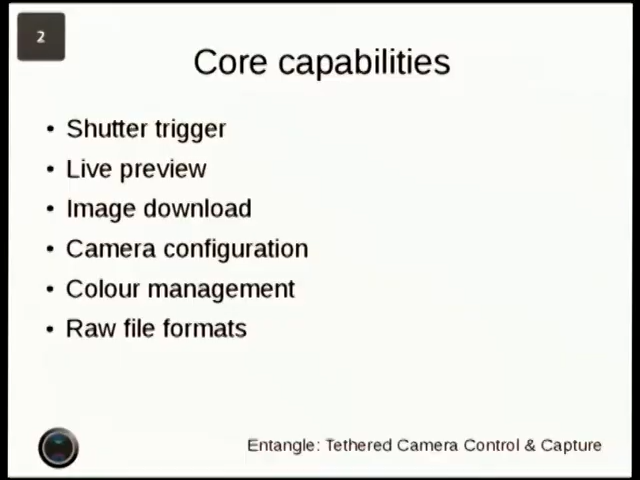 2
Core capabilities
• Shutter trigger
• Live preview
• Image download
• Camera configuration
• Colour management
• Raw file formats
Entangle: Tethered Camera Control & Capture